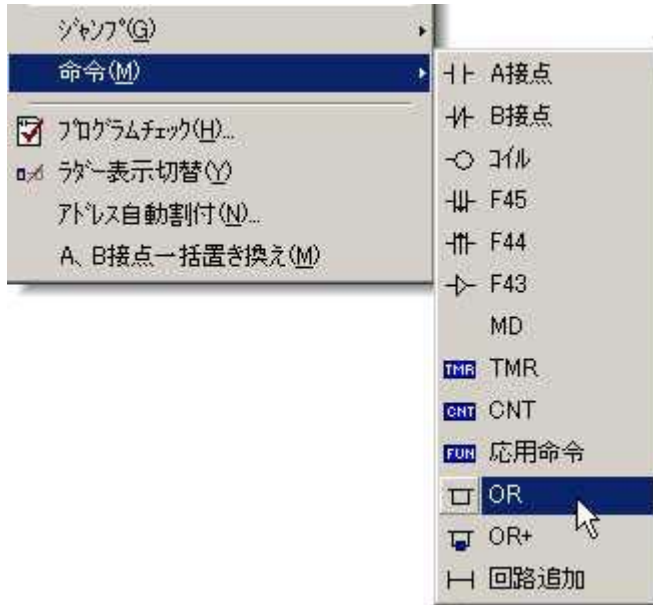 ｼﾞｬﾝﾌﾟ(G)
命令(M)
ﾌﾟﾛｸﾞﾗﾑﾁｪｯｸ(H)...
ﾗﾀﾞｰ表示切替(Y)
ｱﾄﾞﾚｽ自動割付(N)...
A、B接点一括置き換え(M)
A接点
B接点
ｺｲﾙ
F45
F44
F43
MD
TMR TMR
CNT CNT
FUN 応用命令
OR
OR+
回路追加